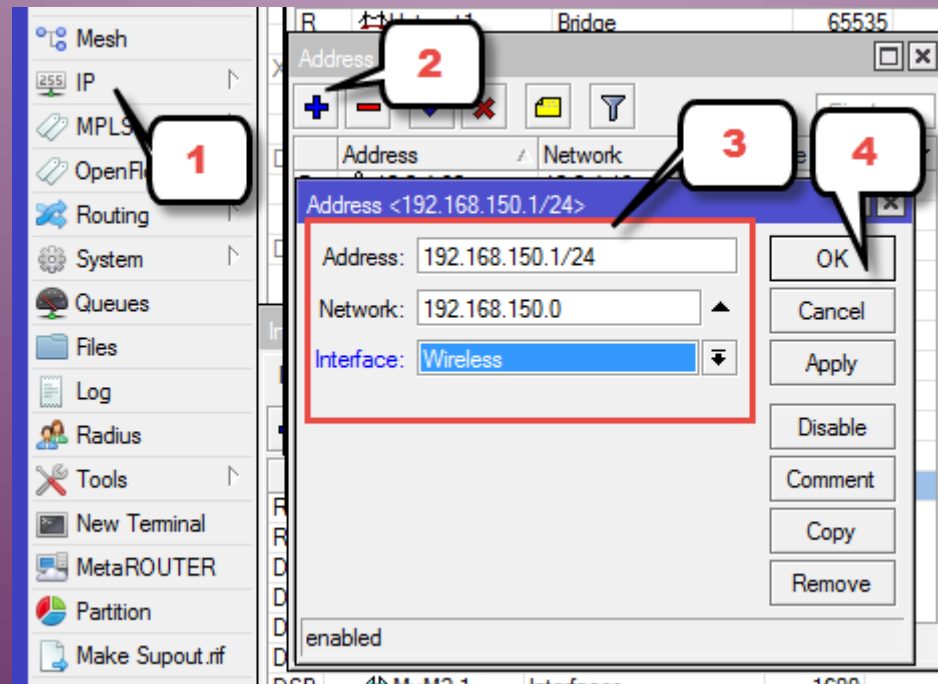 Mesh
IP
MPLS
Routing
System
Queues
Files
Log
Radius
Tools
New Terminal
MetaROUTER
Partition
Make Supout.rif
1
R Bridge 65535
Address
2
3
4
Address Network
Address <192.168.150.1/24>
Address: 192.168.150.1/24
Network: 192.168.150.0
Interface: Wireless
OK
Cancel
Apply
Disable
Comment
Copy
Remove
enabled